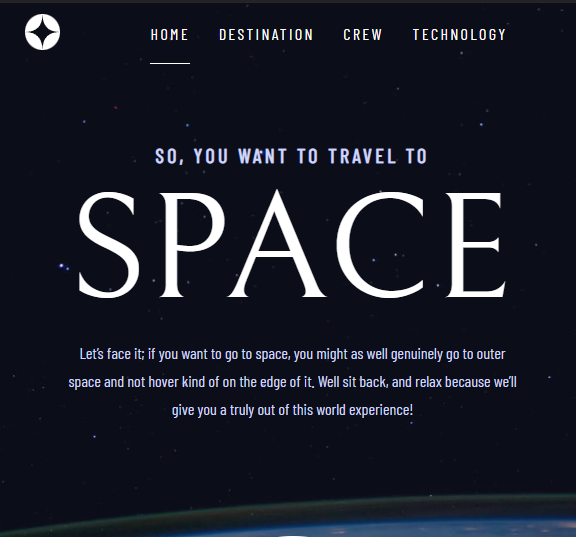 HOME DESTINATION CREW TECHNOLOGY
SO, YOU WANT TO TRAVEL TO
SPACE
Let's face it; if you want to go to space, you might as well genuinely go to outer
space and not hover kind of on the edge of it. Well sit back, and relax because we'll
give you a truly out of this world experience!